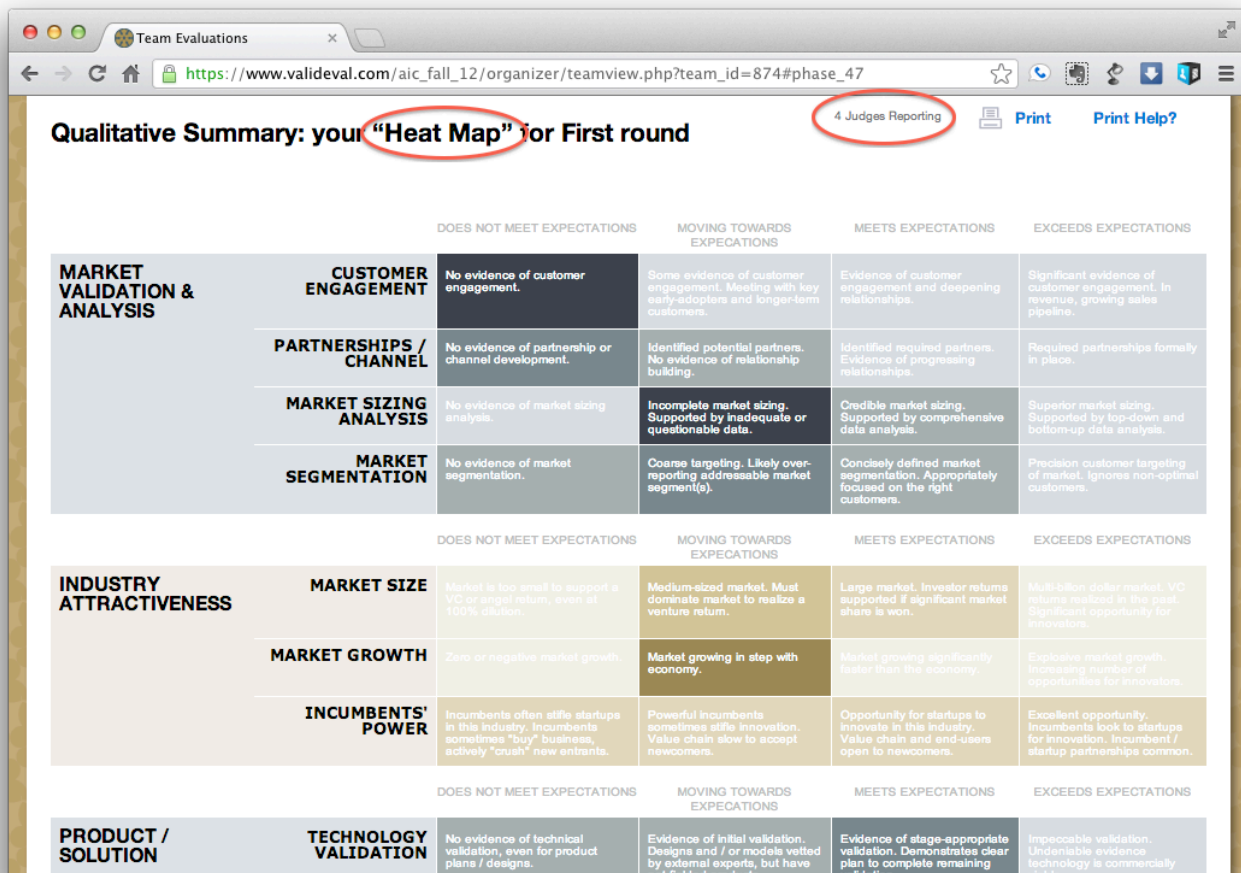 Team Evaluations
https://www.valideval.com/aic_fall_12/organizer/teamview.php?team_id=874#phase_47
Qualitative Summary: your “Heat Map” for First round
4 Judges Reporting
Print
Print Help?
DOES NOT MEET EXPECTATIONS
MOVING TOWARDS
EXPECATIONS
MEETS EXPECTATIONS
EXCEEDS EXPECTATIONS
MARKET
VALIDATION &
ANALYSIS
CUSTOMER
ENGAGEMENT
No evidence of customer
engagement.
Some evidence of customer
engagement. Meeting with key
early-adopters and longer-term
customers.
Evidence of customer
engagement and deepening
relationships.
Significant evidence of
customer engagement. In
revenue, growing sales
pipeline.
PARTNERSHIPS /
CHANNEL
No evidence of partnership or
channel development.
Identified potential partners.
No evidence of relationship
building.
Identified required partners.
Evidence of progressing
relationships.
Required partnerships formally
in place.
MARKET SIZING
ANALYSIS
No evidence of market sizing
analysis.
Incomplete market sizing.
Supported by inadequate or
questionable data.
Credible market sizing.
Supported by comprehensive
data analysis.
Superior market sizing.
Supported by top-down and
bottom-up data analysis.
MARKET
SEGMENTATION
No evidence of market
segmentation.
Coarse targeting. Likely over-
reporting addressable market
segment(s).
Concisely defined market
segmentation. Appropriately
focused on the right
customers.
Precision customer targeting
of market. Ignores non-optimal
customers.
DOES NOT MEET EXPECTATIONS
MOVING TOWARDS
EXPECATIONS
MEETS EXPECTATIONS
EXCEEDS EXPECTATIONS
INDUSTRY
ATTRACTIVENESS
MARKET SIZE
Market is too small to support a
VC or angel return, even at
100% dilution.
Medium-sized market. Must
dominate market to realize a
venture return.
Large market. Investor returns
supported if significant market
share is won.
Multi-billion dollar market. VC
returns realized in the past.
Significant opportunity for
innovators
MARKET GROWTH
Zero or negative market growth.
Market growing in step with
economy.
Market growing significantly
faster than the economy.
Explosive market growth.
Increasing number of
opportunities for innovators.
INCUMBENTS'
POWER
Incumbents often stifle startups
in this industry. Incumbents
sometimes "buy" business,
actively "crush" new entrants.
Powerful incumbents
sometimes stifle innovation.
Value chain slow to accept
newcomers.
Opportunity for startups to
innovate in this industry.
Value chain and end-users
open to newcomers.
Excellent opportunity.
Incumbents look to startups
for innovation. Incumbent /
startup partnerships common.
DOES NOT MEET EXPECTATIONS
MOVING TOWARDS
EXPECATIONS
MEETS EXPECTATIONS
EXCEEDS EXPECTATIONS
PRODUCT /
SOLUTION
TECHNOLOGY
VALIDATION
No evidence of technical
validation, even for product
plans / designs.
Evidence of initial validation.
Designs and / or models vetted
by external experts, but have
Evidence of stage-appropriate
validation. Demonstrates clear
plan to complete remaining
Impeccable validation.
Undeniable evidence
technology is commercially